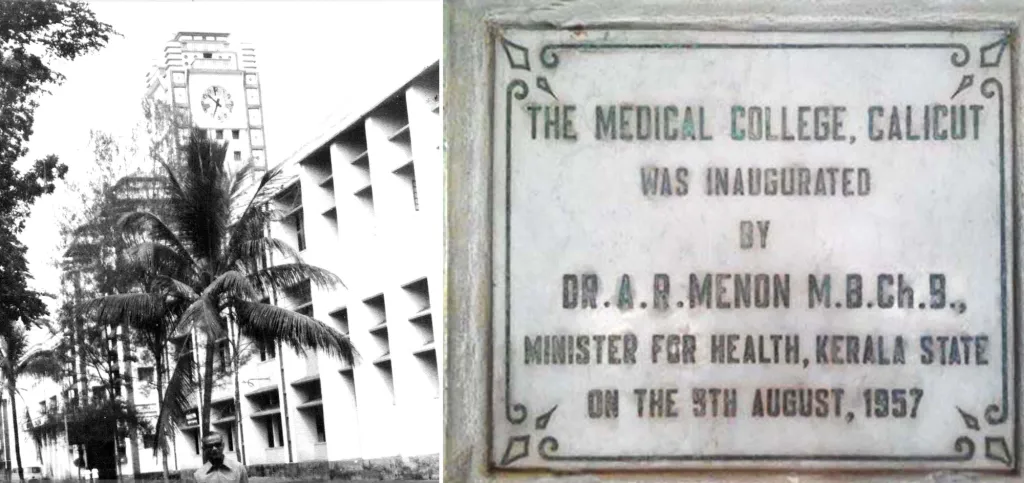 THE MEDICAL COLLEGE, CALICUT
WAS INAUGURATED
BY
DR. A. R. MENON M.B.Ch.B.,
MINISTER FOR HEALTH, KERALA STATE
ON THE 9TH AUGUST, 1957